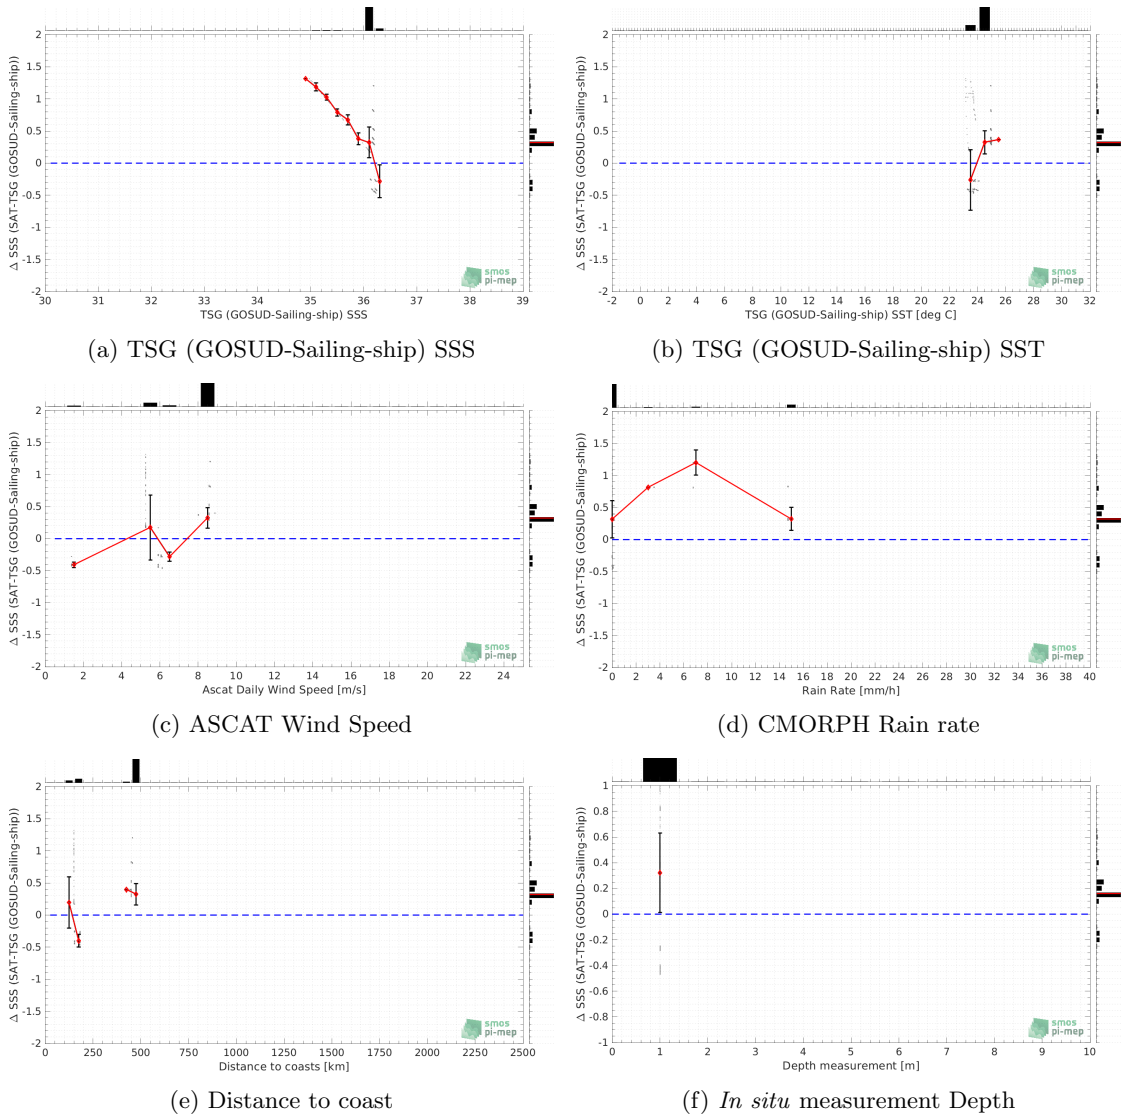 2
1.5
1
0.5
0
-0.5
-1
-1.5
-2
Δ SSS (SAT-TSG (GOSUD-Sailing-ship))
30 31 32 33 34 35 36 37 38 39
TSG (GOSUD-Sailing-ship) SSS
smos
pi-mep
(a) TSG (GOSUD-Sailing-ship) SSS
2
1.5
1
0.5
0
-0.5
-1
-1.5
-2
Δ SSS (SAT-TSG (GOSUD-Sailing-ship))
-2 0 2 4 6 8 10 12 14 16 18 20 22 24 26 28 30 32
TSG (GOSUD-Sailing-ship) SST [deg C]
smos
pi-mep
(b) TSG (GOSUD-Sailing-ship) SST
2
1.5
1
0.5
0
-0.5
-1
-1.5
-2
Δ SSS (SAT-TSG (GOSUD-Sailing-ship))
0 2 4 6 8 10 12 14 16 18 20 22 24
Ascat Daily Wind Speed [m/s]
smos
pi-mep
(c) ASCAT Wind Speed
2
1.5
1
0.5
0
-0.5
-1
-1.5
-2
Δ SSS (SAT-TSG (GOSUD-Sailing-ship))
0 2 4 6 8 10 12 14 16 18 20 22 24 26 28 30 32 34 36 38 40
Rain Rate [mm/h]
smos
pi-mep
(d) CMORPH Rain rate
2
1.5
1
0.5
0
-0.5
-1
-1.5
-2
Δ SSS (SAT-TSG (GOSUD-Sailing-ship))
0 250 500 750 1000 1250 1500 1750 2000 2250 2500
Distance to coasts [km]
smos
pi-mep
(e) Distance to coast
1
0.8
0.6
0.4
0.2
0
-0.2
-0.4
-0.6
-0.8
-1
Δ SSS (SAT-TSG (GOSUD-Sailing-ship))
0 1 2 3 4 5 6 7 8 9 10
Depth measurement [m]
smos
pi-mep
(f) In situ measurement Depth